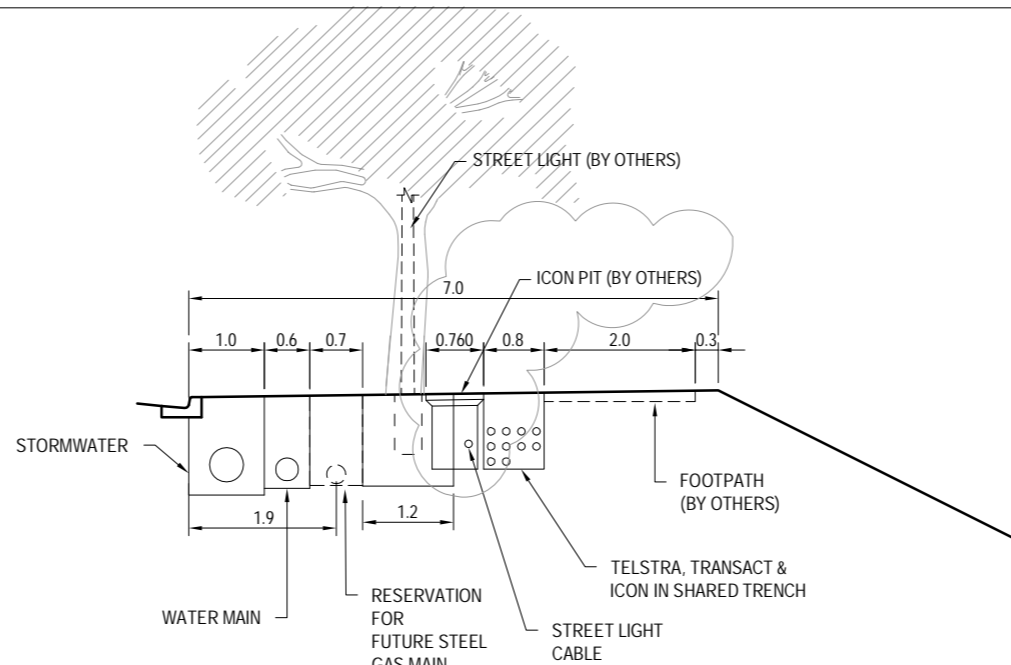 STREET LIGHT (BY OTHERS)
ICON PIT (BY OTHERS)
7.0
1.0
0.6
0.7
0.760
0.8
2.0
0.3
STORMWATER
1.9
1.2
FOOTPATH
(BY OTHERS)
TELSTRA, TRANSACT &
ICON IN SHARED TRENCH
WATER MAIN
RESERVATION
FOR
FUTURE STEEL
GAS MAIN
STREET LIGHT
CABLE